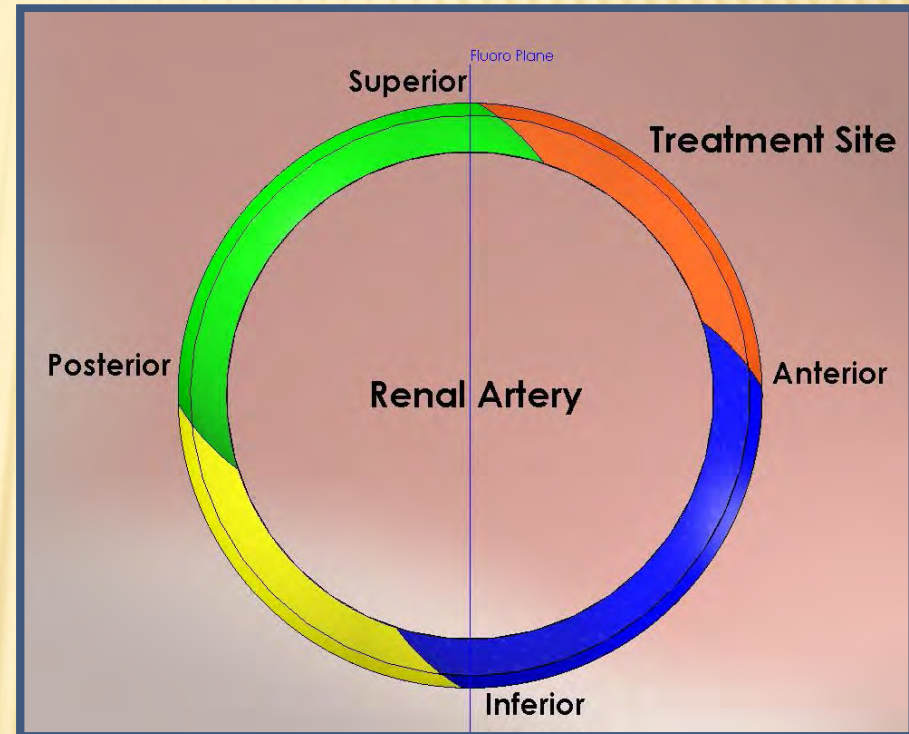 Fluoro Plane
Superior
Treatment Site
Posterior
Anterior
Renal Artery
Inferior